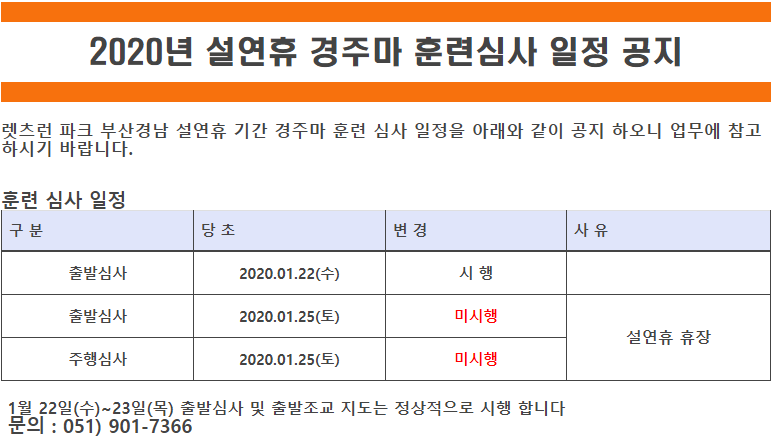 2020년 설연휴 경주마 훈련심사 일정 공지
렛츠런 파크 부산경남 설연휴 기간 경주마 훈련 심사 일정을 아래와 같이 공지 하오니 업무에 참고
하시기 바랍니다.
훈련 심사 일정
구 분 당 초 변 경 사 유
출발심사 2020.01.22(수) 시 행
출발심사 2020.01.25(토) 미시행
설연휴 휴장
주행심사 2020.01.25(토) 미시행
1월 22일(수)~23일(목) 출발심사 및 출발조교 지도는 정상적으로 시행 합니다
문의 : 051) 901-7366